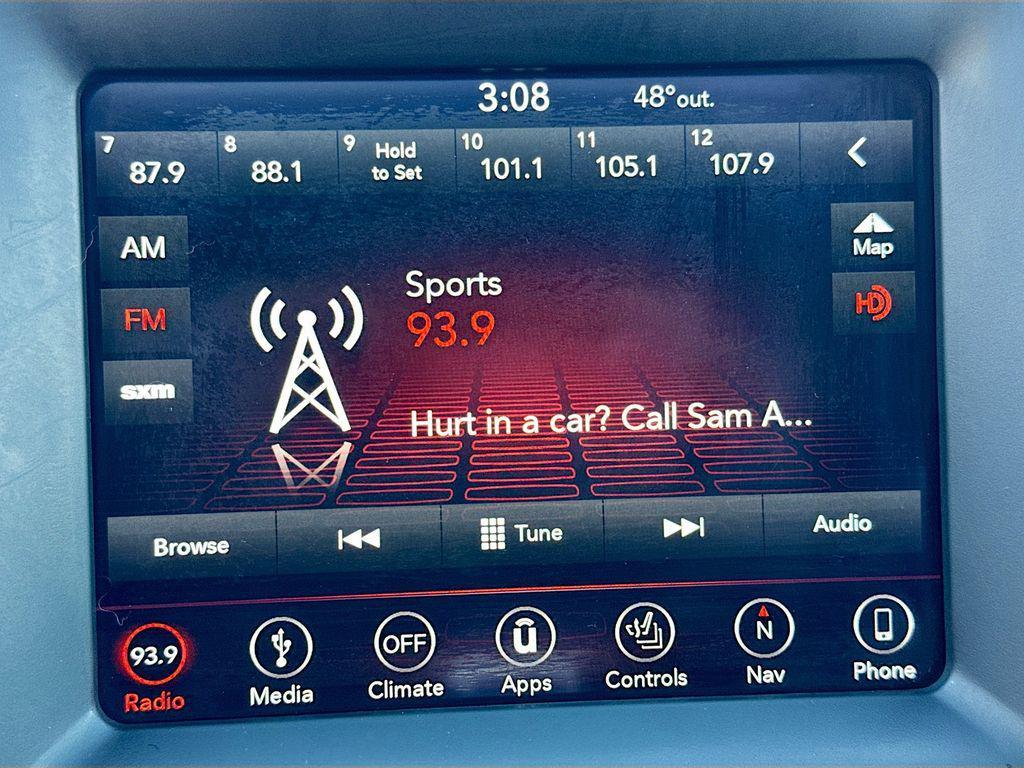 3:08 48°out.
7 87.9 8 88.1 9 Hold to Set 10 101.1 11 105.1 12 107.9
AM
Map
Sports
FM 93.9
HD
sxm
Hurt in a car? Call Sam A...
Browse Tune Audio
93.9 OFF N
Radio Media Climate Apps Controls Nav Phone